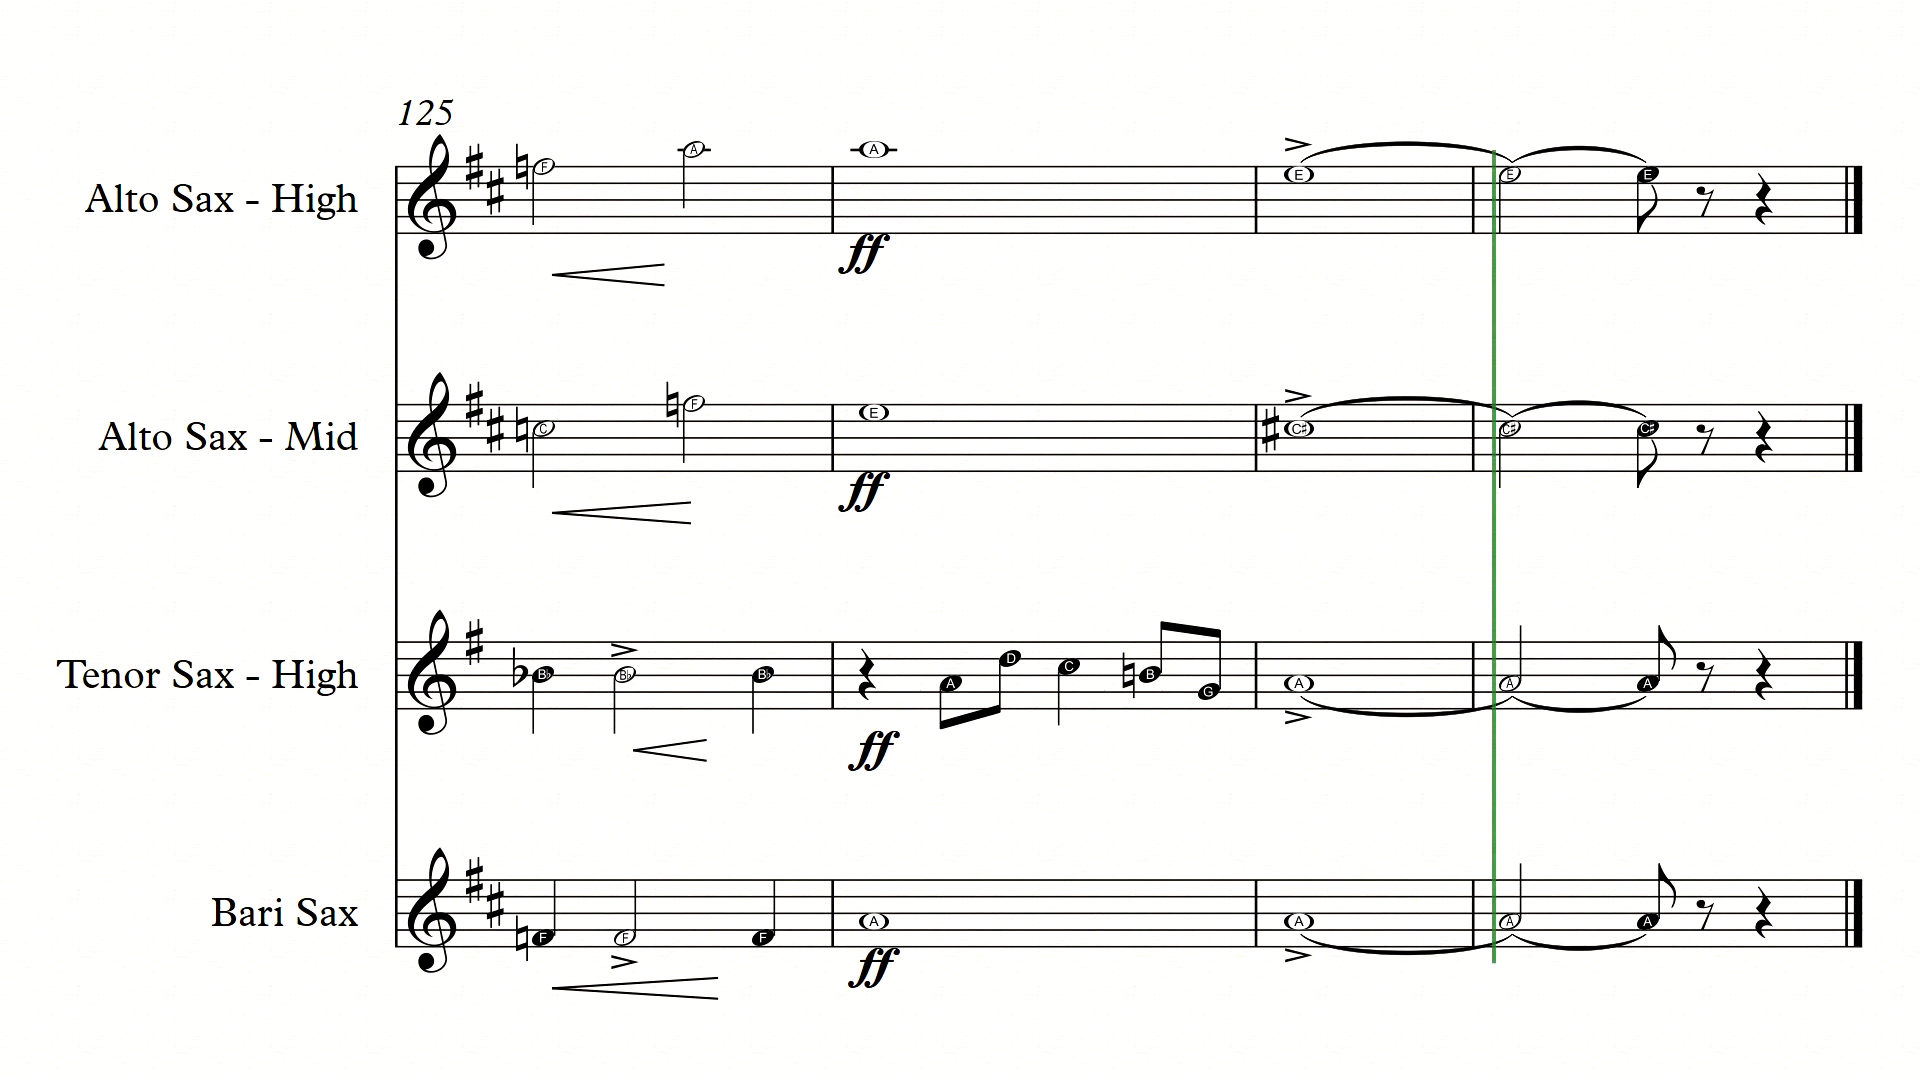 125
Alto Sax - High
F A A E E E
ff
Alto Sax - Mid
C F E C♯ C♯ C♯
ff
Tenor Sax - High
B♭ B♭ B♭ A D C B G A A A
ff
Bari Sax
F F F A A A A
ff